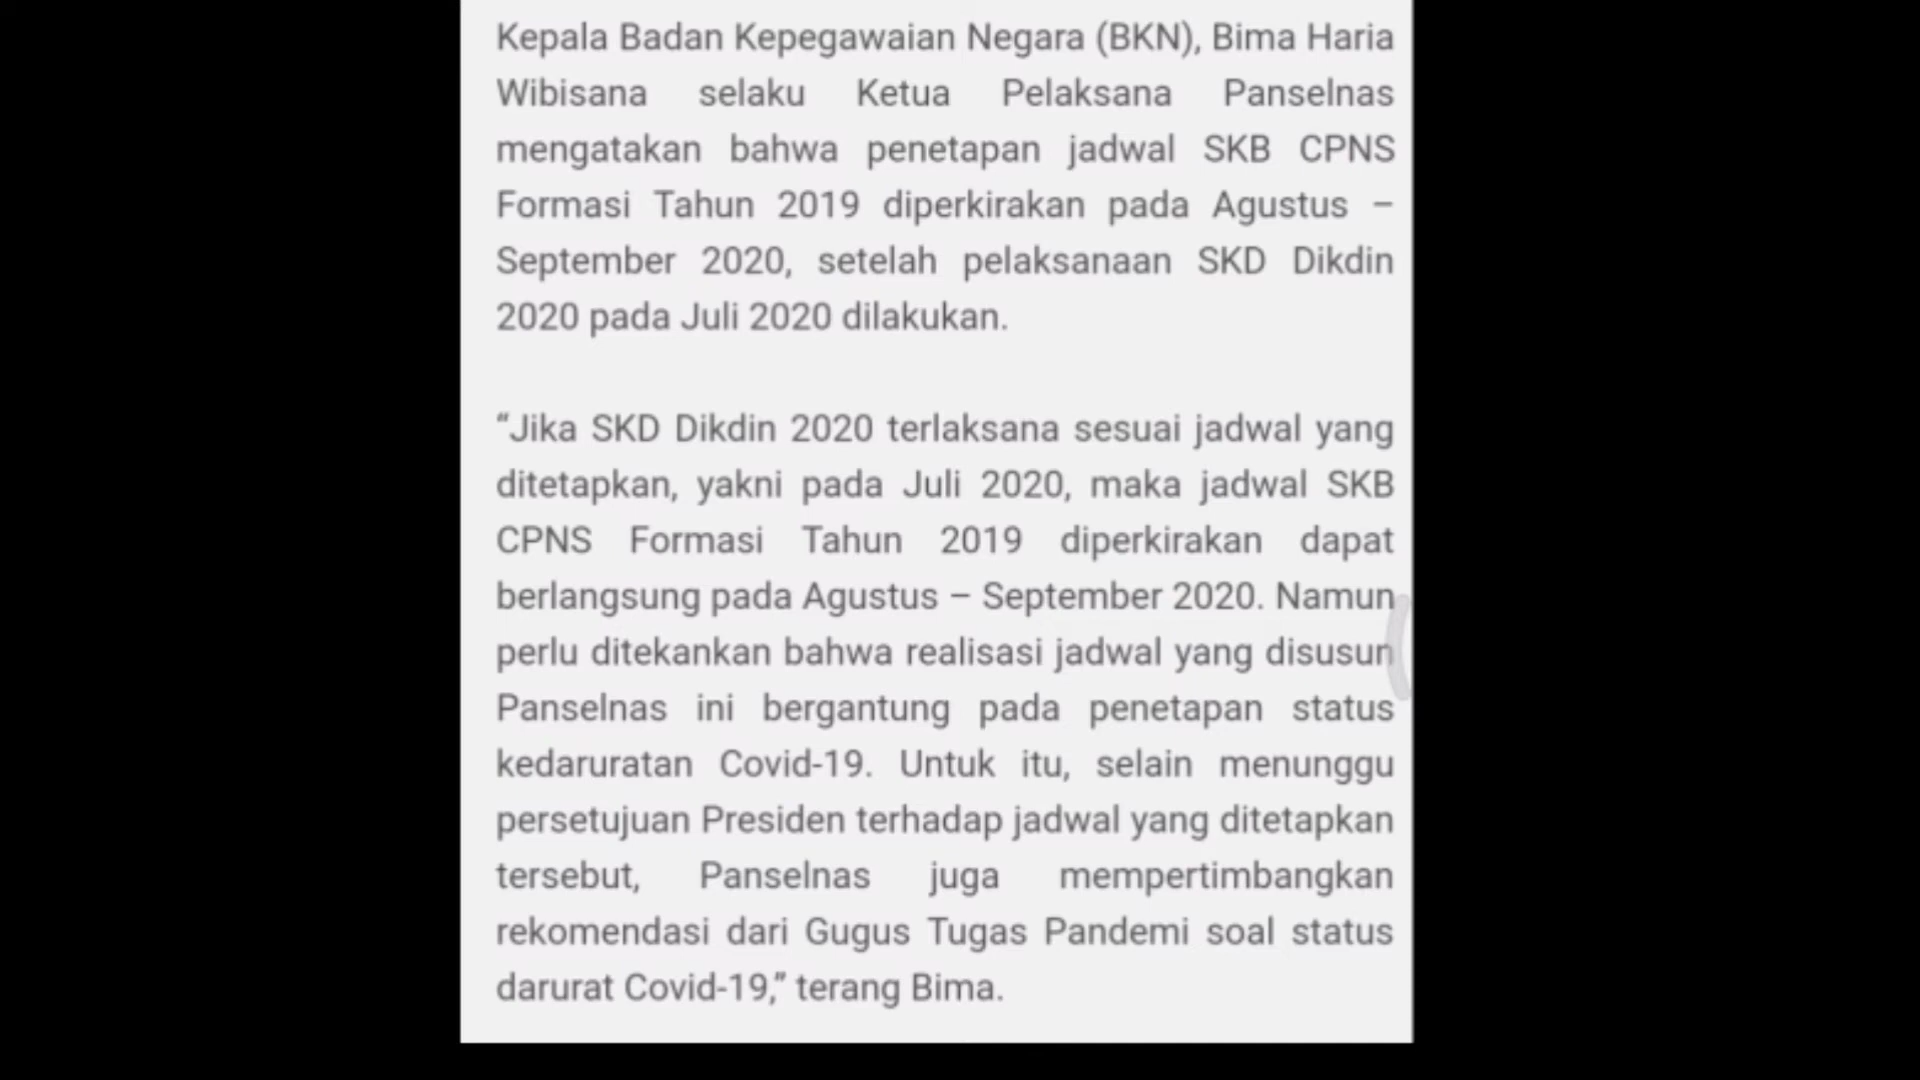 Kepala Badan Kepegawaian Negara (BKN), Bima Haria
Wibisana selaku Ketua Pelaksana Panselnas
mengatakan bahwa penetapan jadwal SKB CPNS
Formasi Tahun 2019 diperkirakan pada Agustus –
September 2020, setelah pelaksanaan SKD Dikdin
2020 pada Juli 2020 dilakukan.
“Jika SKD Dikdin 2020 terlaksana sesuai jadwal yang
ditetapkan, yakni pada Juli 2020, maka jadwal SKB
CPNS Formasi Tahun 2019 diperkirakan dapat
berlangsung pada Agustus – September 2020. Namun
perlu ditekankan bahwa realisasi jadwal yang disusun
Panselnas ini bergantung pada penetapan status
kedaruratan Covid-19. Untuk itu, selain menunggu
persetujuan Presiden terhadap jadwal yang ditetapkan
tersebut, Panselnas juga mempertimbangkan
rekomendasi dari Gugus Tugas Pandemi soal status
darurat Covid-19,” terang Bima.